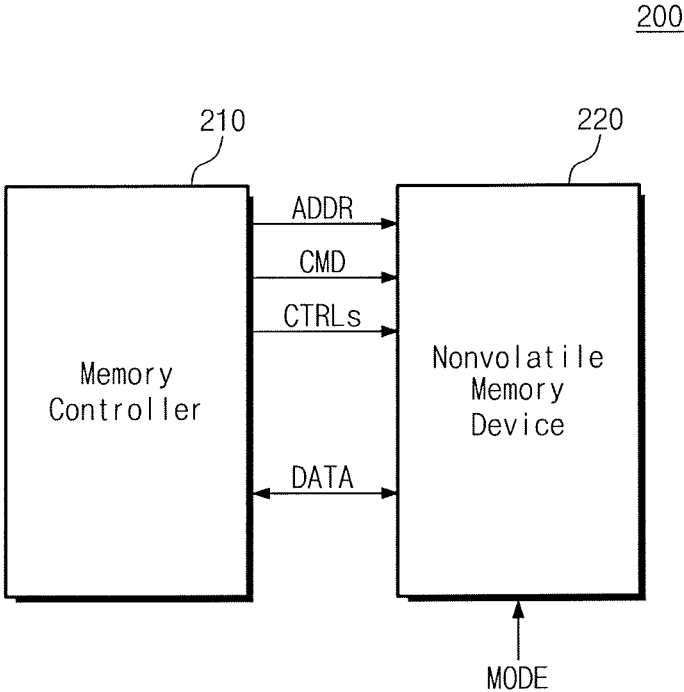 200
210
220
ADDR
CMD
CTRLs
Memory
Controller
Nonvolatile
Memory
Device
DATA
MODE